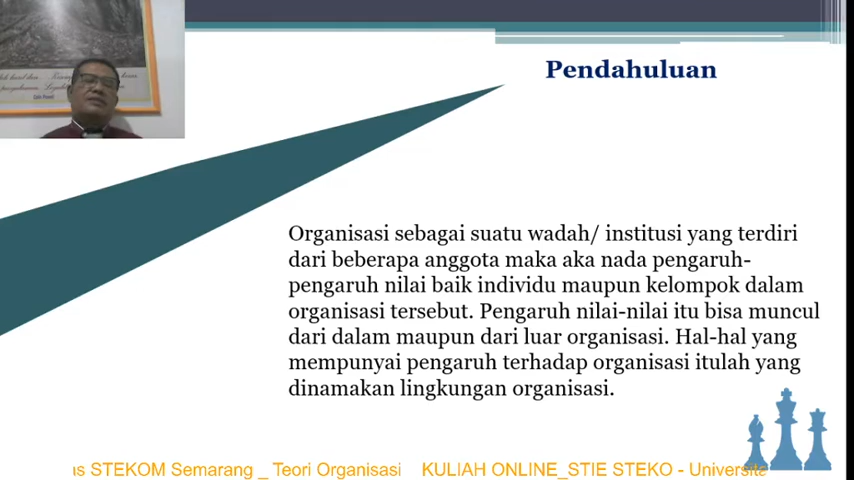 Pendahuluan
Organisasi sebagai suatu wadah/ institusi yang terdiri
dari beberapa anggota maka aka nada pengaruh-
pengaruh nilai baik individu maupun kelompok dalam
organisasi tersebut. Pengaruh nilai-nilai itu bisa muncul
dari dalam maupun dari luar organisasi. Hal-hal yang
mempunyai pengaruh terhadap organisasi itulah yang
dinamakan lingkungan organisasi.
as STEKOM Semarang _ Teori Organisasi KULIAH ONLINE_STIE STEKO - Universita